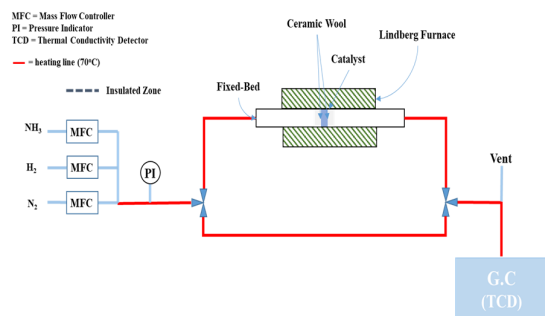 MFC = Mass Flow Controller
PI = Pressure Indicator
TCD = Thermal Conductivity Detector
= heating line (70°C)
Insulated Zone
Ceramic Wool
Lindberg Furnace
Catalyst
Fixed-Bed
NH₃
MFC
H₂
MFC
N₂
MFC
PI
Vent
G.C
(TCD)